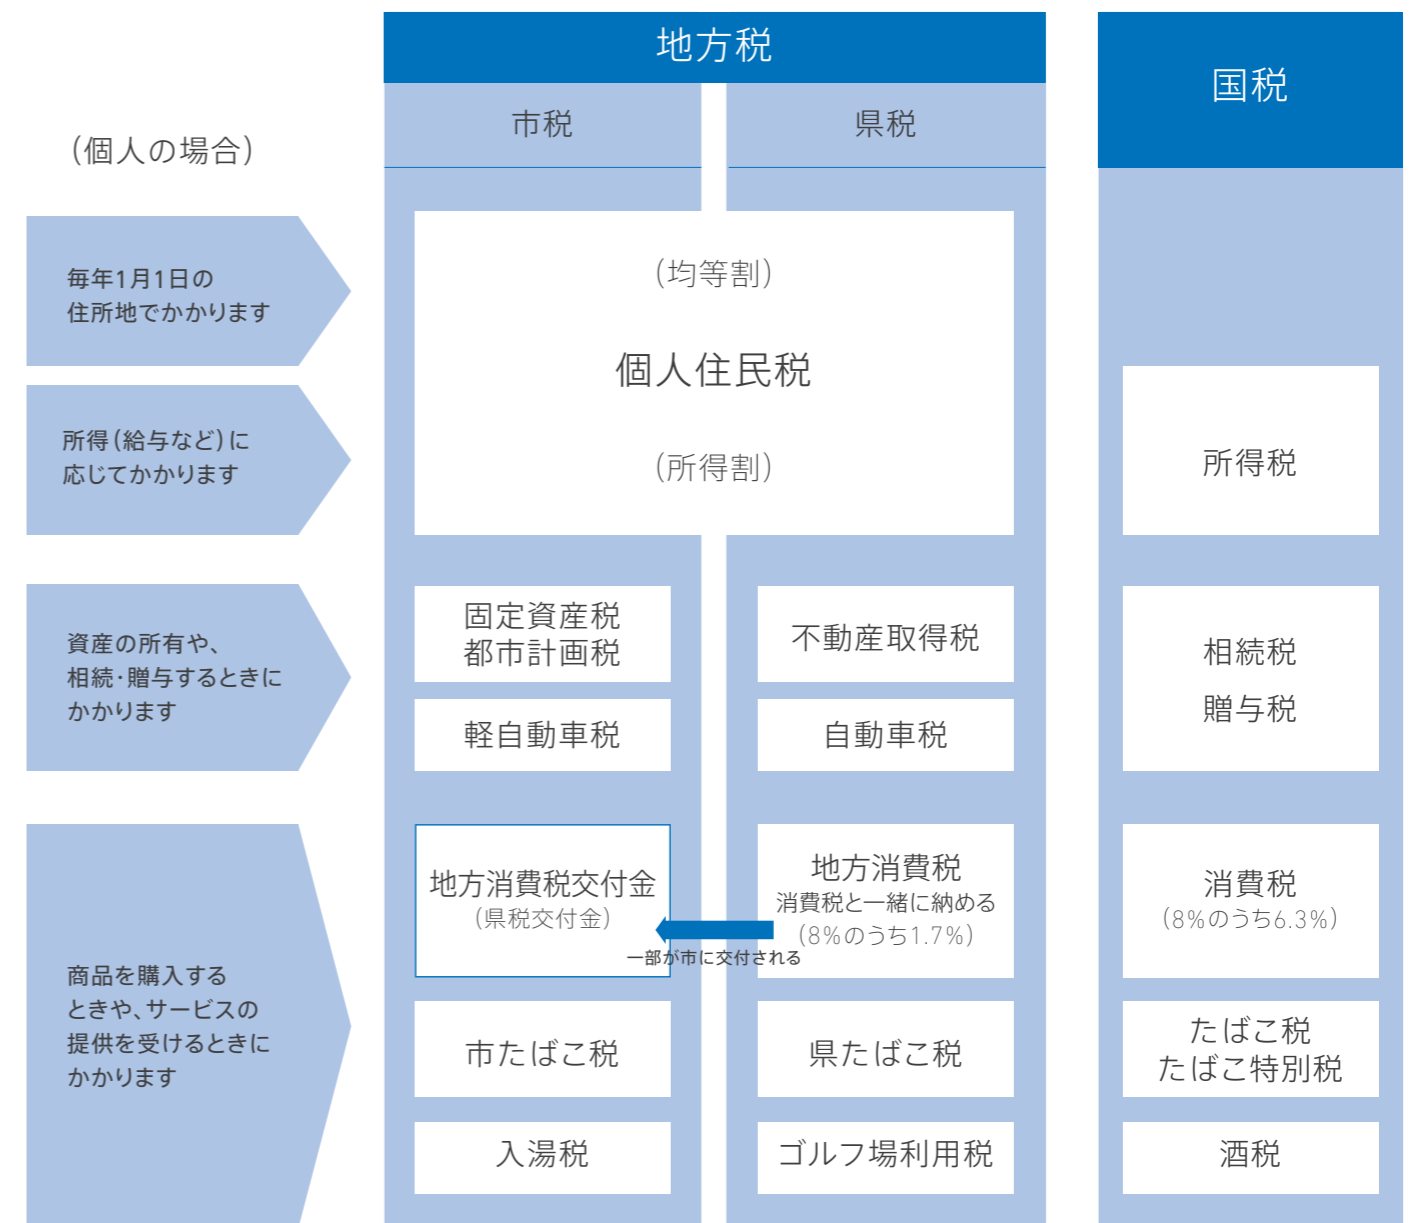 地方税
国税
市税
県税
(個人の場合)
毎年1月1日の
住所地でかかります
(均等割)
個人住民税
(所得割)
所得(給与など)に
応じてかかります
所得税
資産の所有や、
相続・贈与するときに
かかります
固定資産税
都市計画税
不動産取得税
相続税
贈与税
軽自動車税
自動車税
商品を購入する
ときや、サービスの
提供を受けるときに
かかります
地方消費税交付金
(県税交付金)
地方消費税
消費税と一緒に納める
(8%のうち1.7%)
一部が市に交付される
消費税
(8%のうち6.3%)
市たばこ税
県たばこ税
たばこ税
たばこ特別税
入湯税
ゴルフ場利用税
酒税